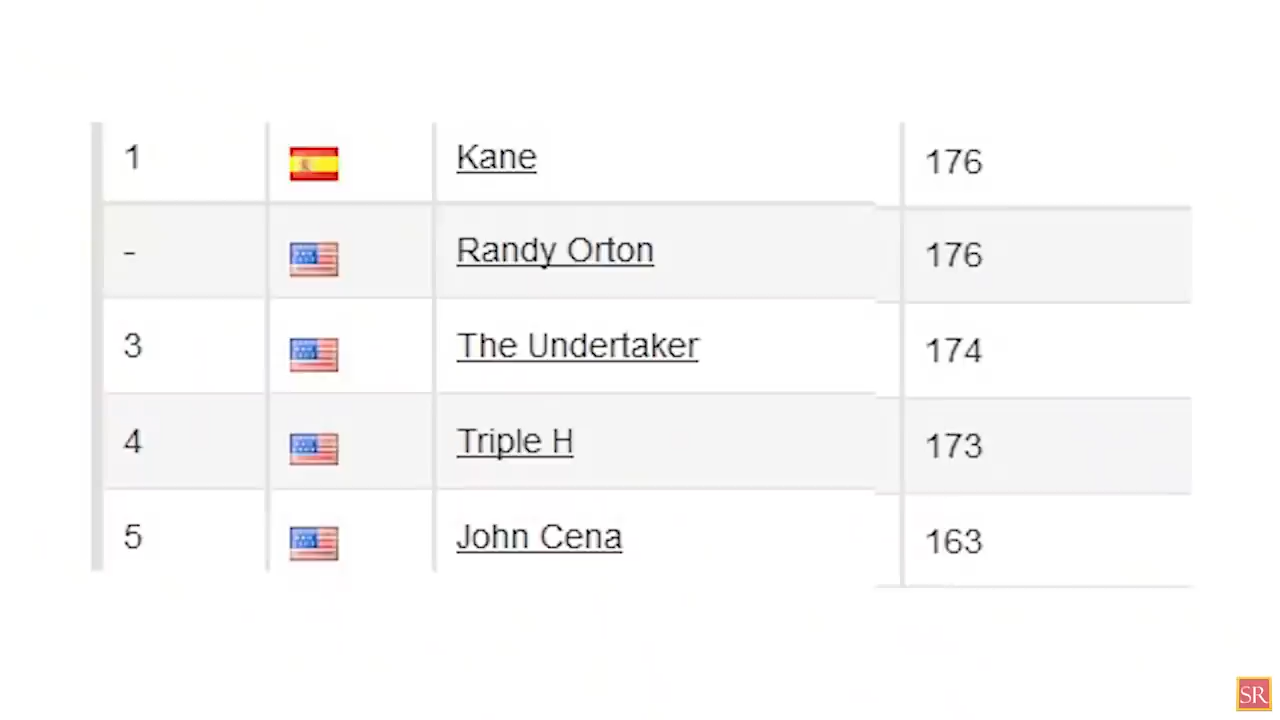 1 Kane 176
- Randy Orton 176
3 The Undertaker 174
4 Triple H 173
5 John Cena 163
SR